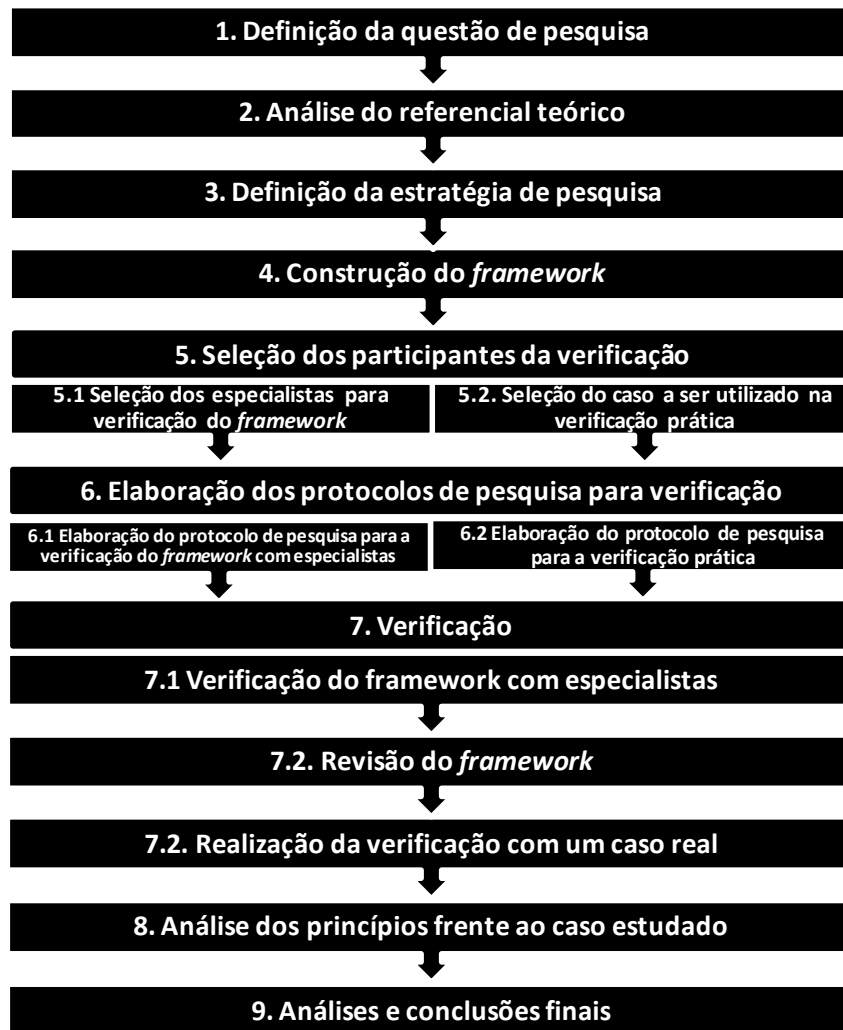 1. Definição da questão de pesquisa
2. Análise do referencial teórico
3. Definição da estratégia de pesquisa
4. Construção do framework
5. Seleção dos participantes da verificação
5.1 Seleção dos especialistas para
verificação do framework
5.2. Seleção do caso a ser utilizado na
verificação prática
6. Elaboração dos protocolos de pesquisa para verificação
6.1 Elaboração do protocolo de pesquisa para a
verificação do framework com especialistas
6.2 Elaboração do protocolo de pesquisa
para a verificação prática
7. Verificação
7.1 Verificação do framework com especialistas
7.2. Revisão do framework
7.2. Realização da verificação com um caso real
8. Análise dos princípios frente ao caso estudado
9. Análises e conclusões finais